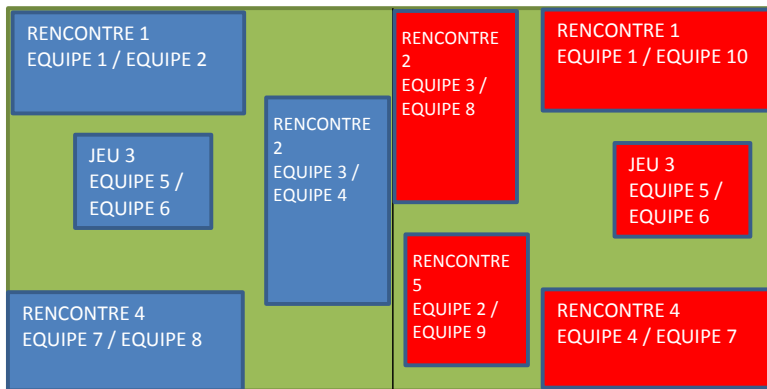 RENCONTRE 1
EQUIPE 1 / EQUIPE 2
JEU 3
EQUIPE 5 /
EQUIPE 6
RENCONTRE
2
EQUIPE 3 /
EQUIPE 4
RENCONTRE 4
EQUIPE 7 / EQUIPE 8
RENCONTRE
2
EQUIPE 3 /
EQUIPE 8
RENCONTRE 1
EQUIPE 1 / EQUIPE 10
JEU 3
EQUIPE 5 /
EQUIPE 6
RENCONTRE
5
EQUIPE 2 /
EQUIPE 9
RENCONTRE 4
EQUIPE 4 / EQUIPE 7